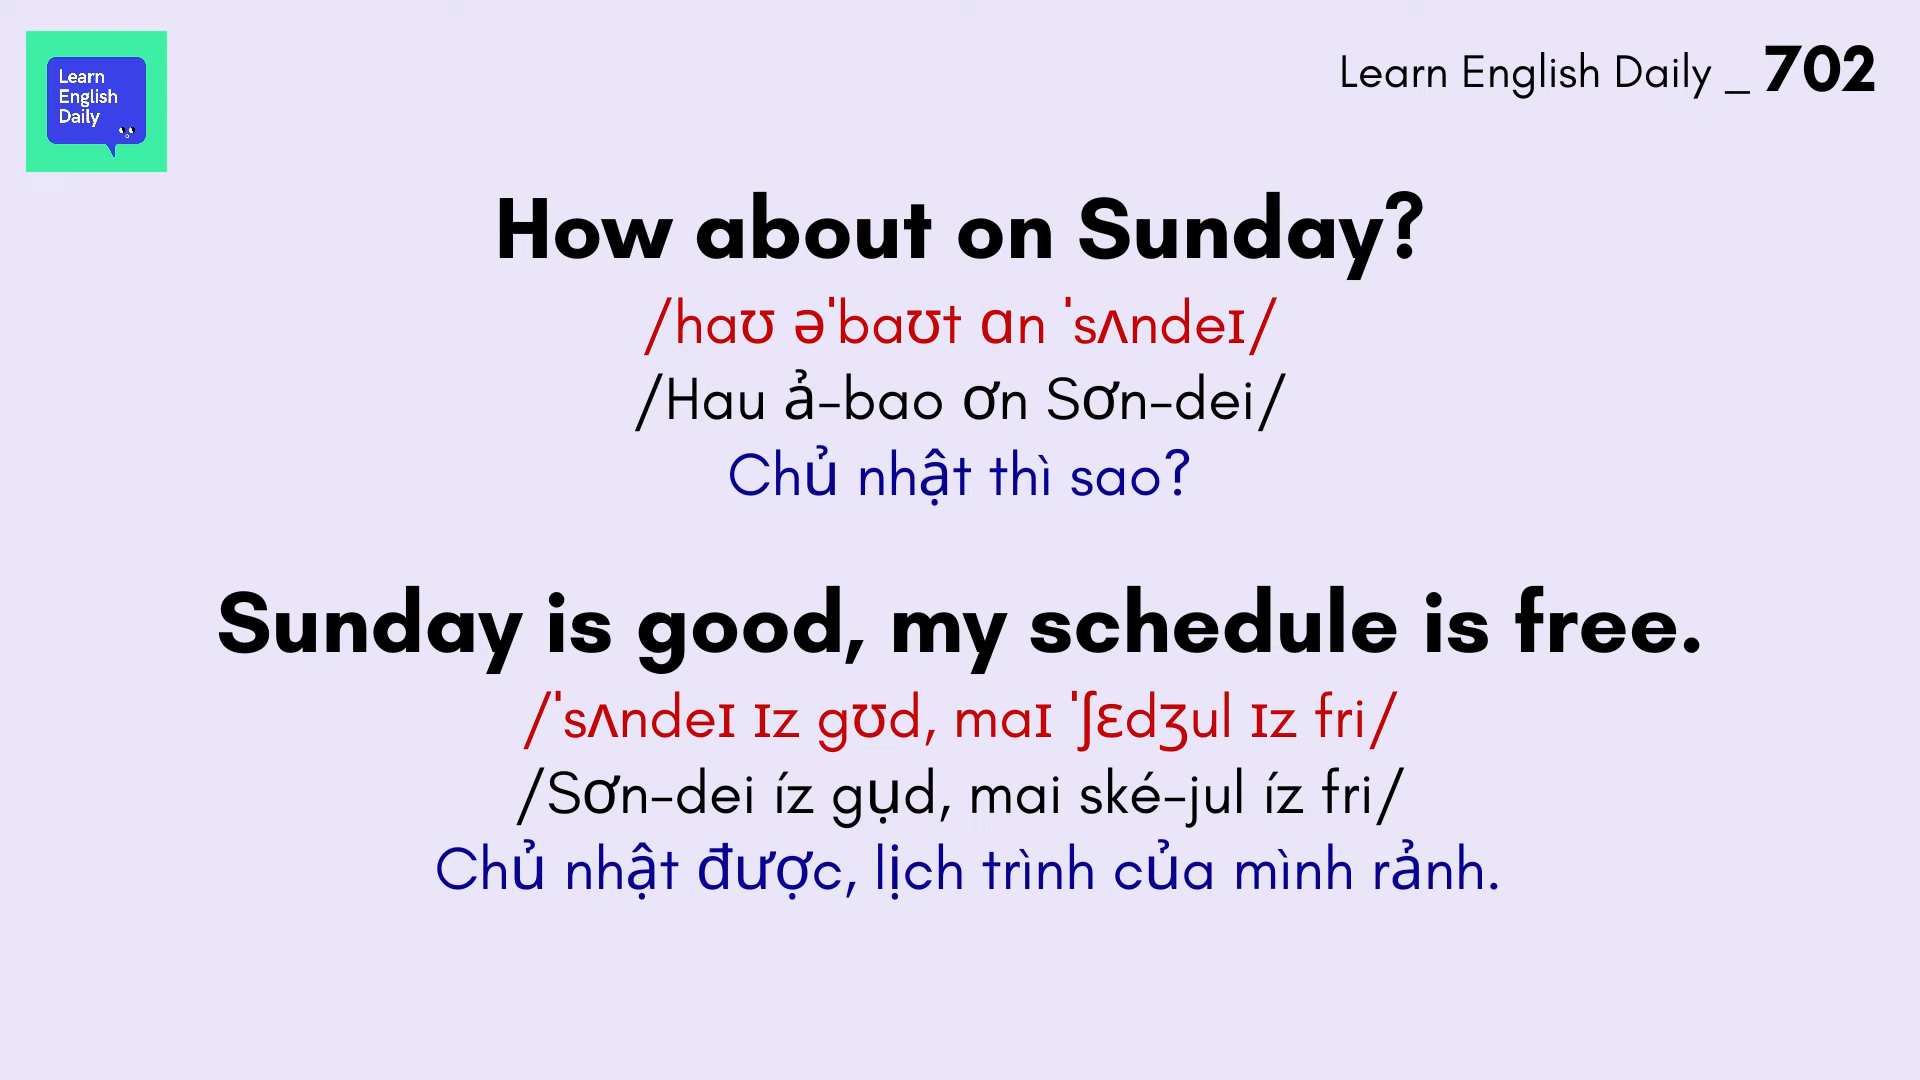 Learn
English
Daily
Learn English Daily _ 702
How about on Sunday?
/haʊ əˈbaʊt ɑn ˈsʌndeɪ/
/Hau ả-bao ơn Sơn-dei/
Chủ nhật thì sao?
Sunday is good, my schedule is free.
/ˈsʌndeɪ ɪz gʊd, maɪ ˈʃɛdʒul ɪz fri/
/Sơn-dei íz gụd, mai ské-jul íz fri/
Chủ nhật được, lịch trình của mình rảnh.